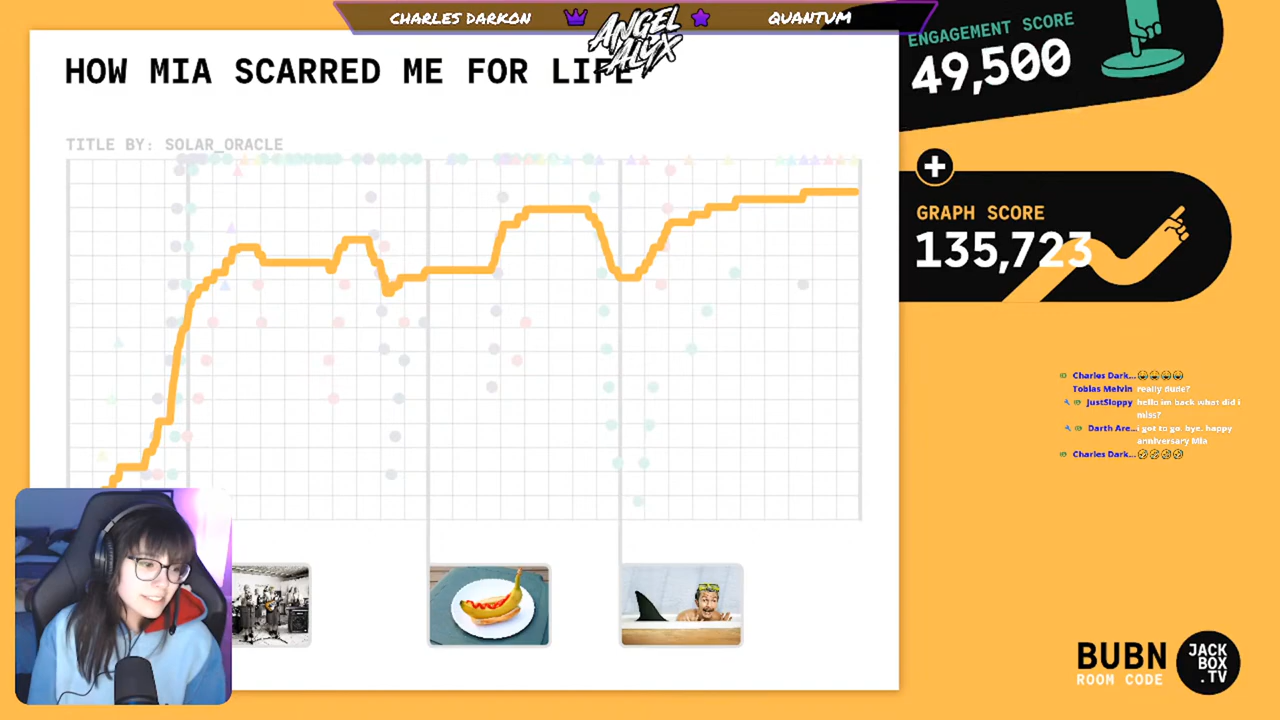 CHARLES DARKON
ANGEL
ALYX
QUANTUM
HOW MIA SCARRED ME FOR LIFE
TITLE BY: SOLAR_ORACLE
ENGAGEMENT SCORE
49,500
+
GRAPH SCORE
135,723
Charles Dark...
Tobias Melvin really dude?
JustSloppy hello im back what did i
miss?
Darth Are... i got to go. bye. happy
anniversary Mia
Charles Dark...
BUBN
ROOM CODE
JACK
BOX
.TV